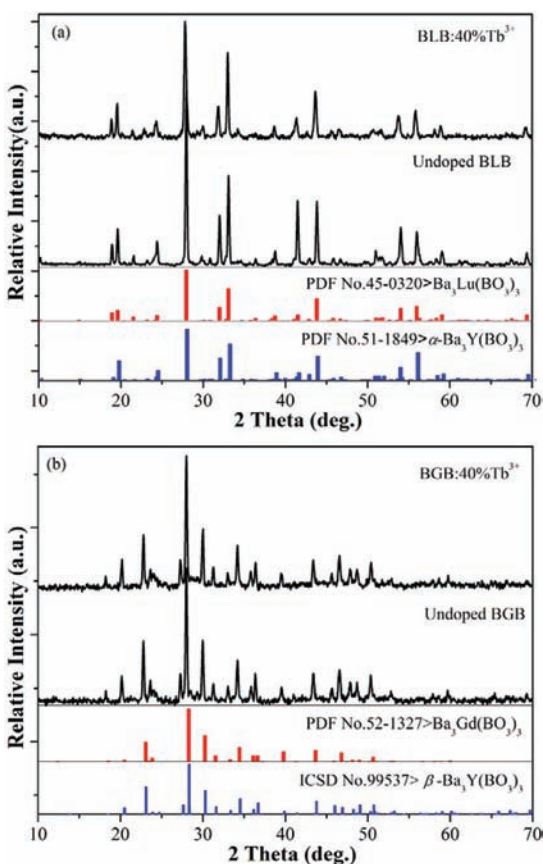 (a)
BLB:40%Tb³⁺
Undoped BLB
PDF No.45-0320>Ba₃Lu(BO₃)₃
PDF No.51-1849>α-Ba₃Y(BO₃)₃
Relative Intensity(a.u.)
10 20 30 40 50 60 70
2 Theta (deg.)
(b)
BGB:40%Tb³⁺
Undoped BGB
PDF No.52-1327>Ba₃Gd(BO₃)₃
ICSD No.99537> β-Ba₃Y(BO₃)₃
Relative Intensity (a.u.)
10 20 30 40 50 60 70
2 Theta (deg.)